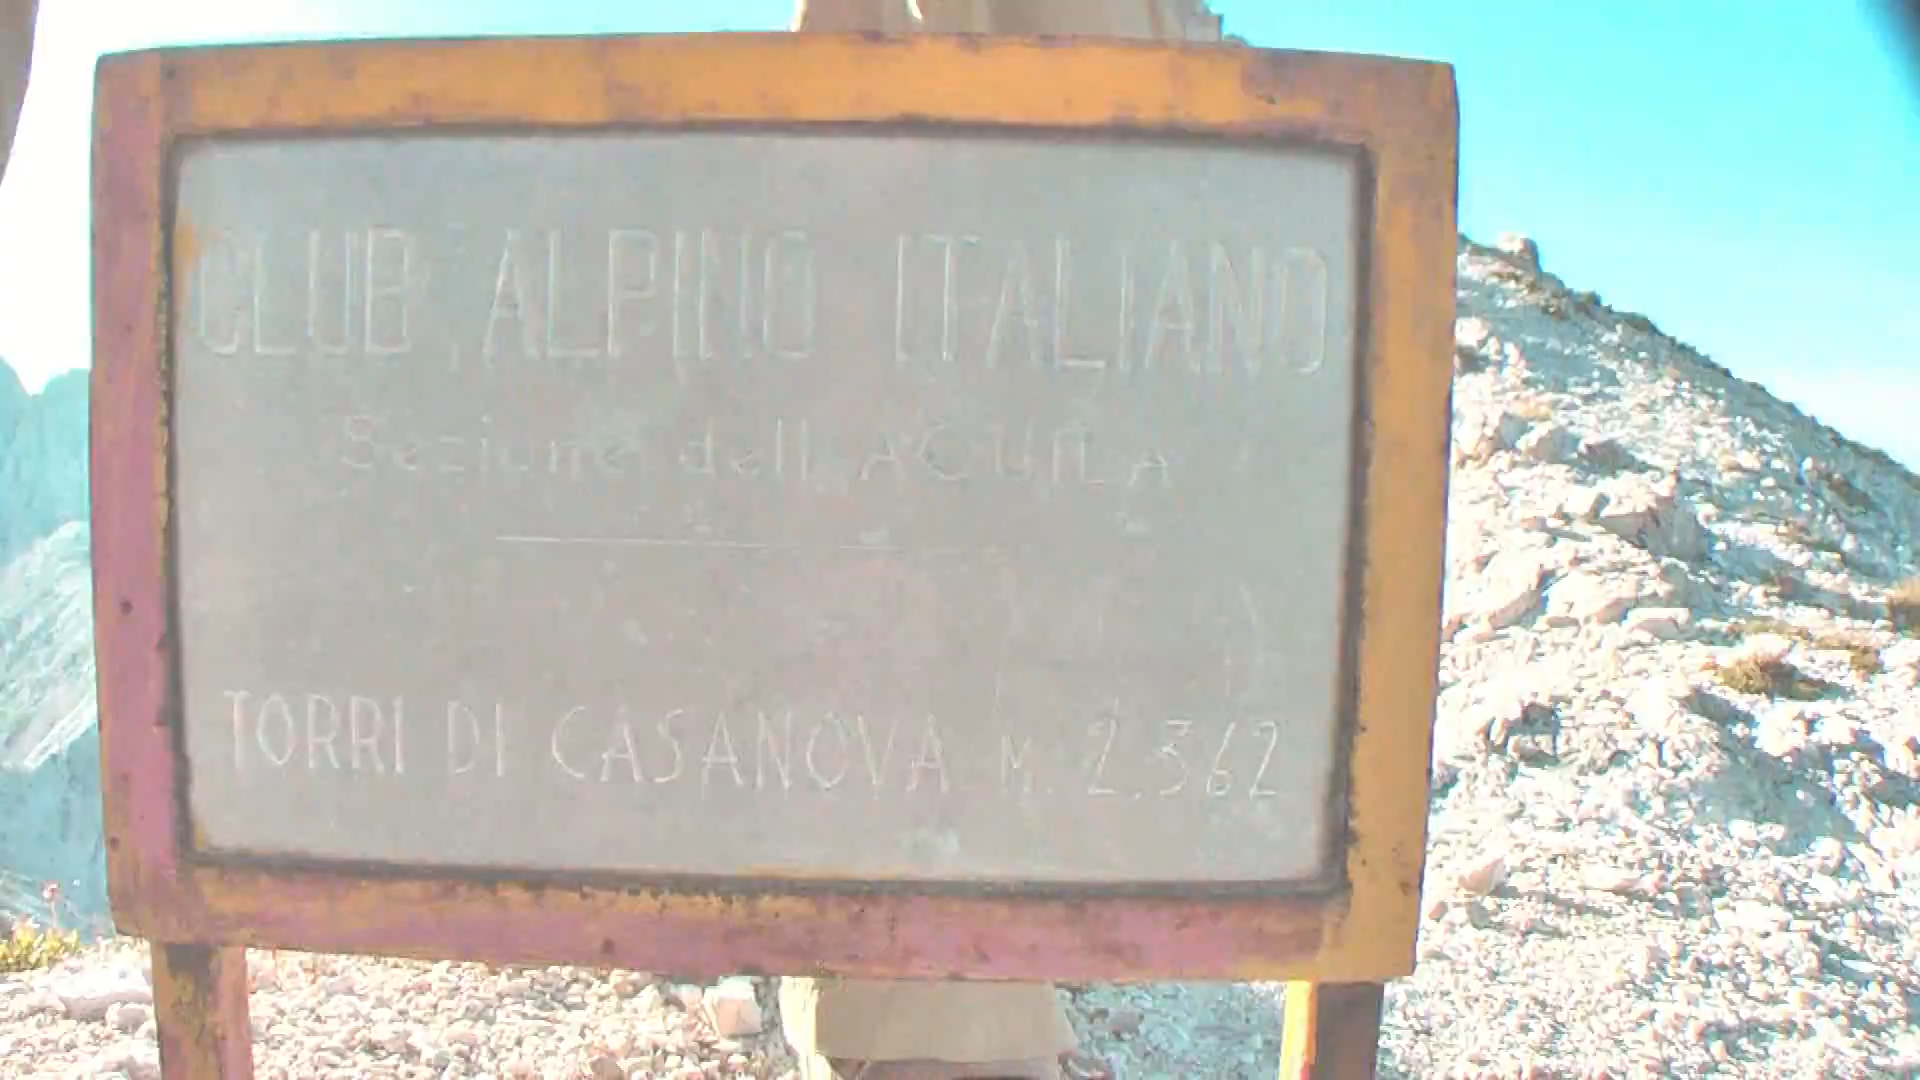 CLUB ALPINO ITALIANO
Sezione dell'AQUILA
TORRI DI CASANOVA M. 2.362